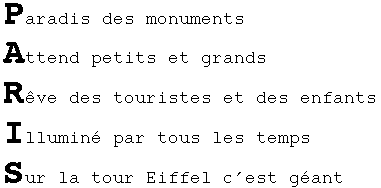 Paradis des monuments
Attend petits et grands
Rêve des touristes et des enfants
Illuminé par tous les temps
Sur la tour Eiffel c´est géant